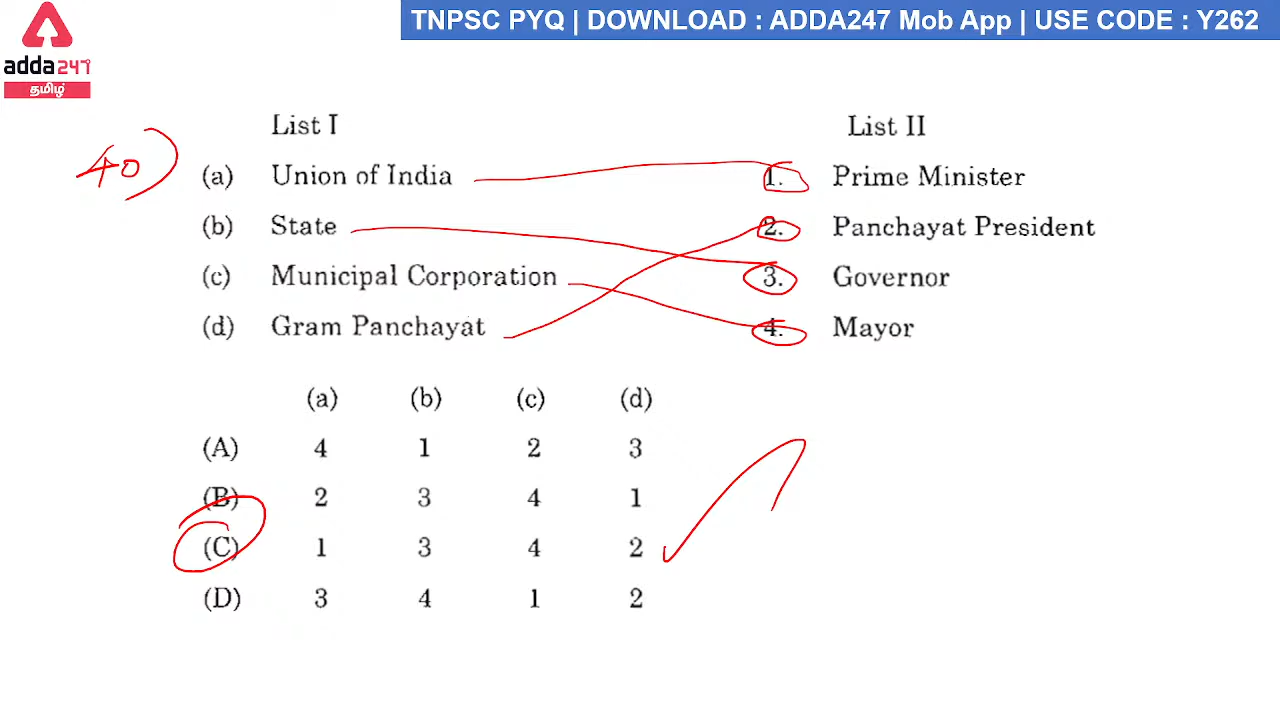 TNPSC PYQ | DOWNLOAD : ADDA247 Mob App | USE CODE : Y262
adda247
தமிழ்
List I List II
40)
(a) Union of India 1. Prime Minister
(b) State 2. Panchayat President
(c) Municipal Corporation 3. Governor
(d) Gram Panchayat 4. Mayor
(a) (b) (c) (d)
(A) 4 1 2 3
(B) 2 3 4 1
(C) 1 3 4 2
(D) 3 4 1 2